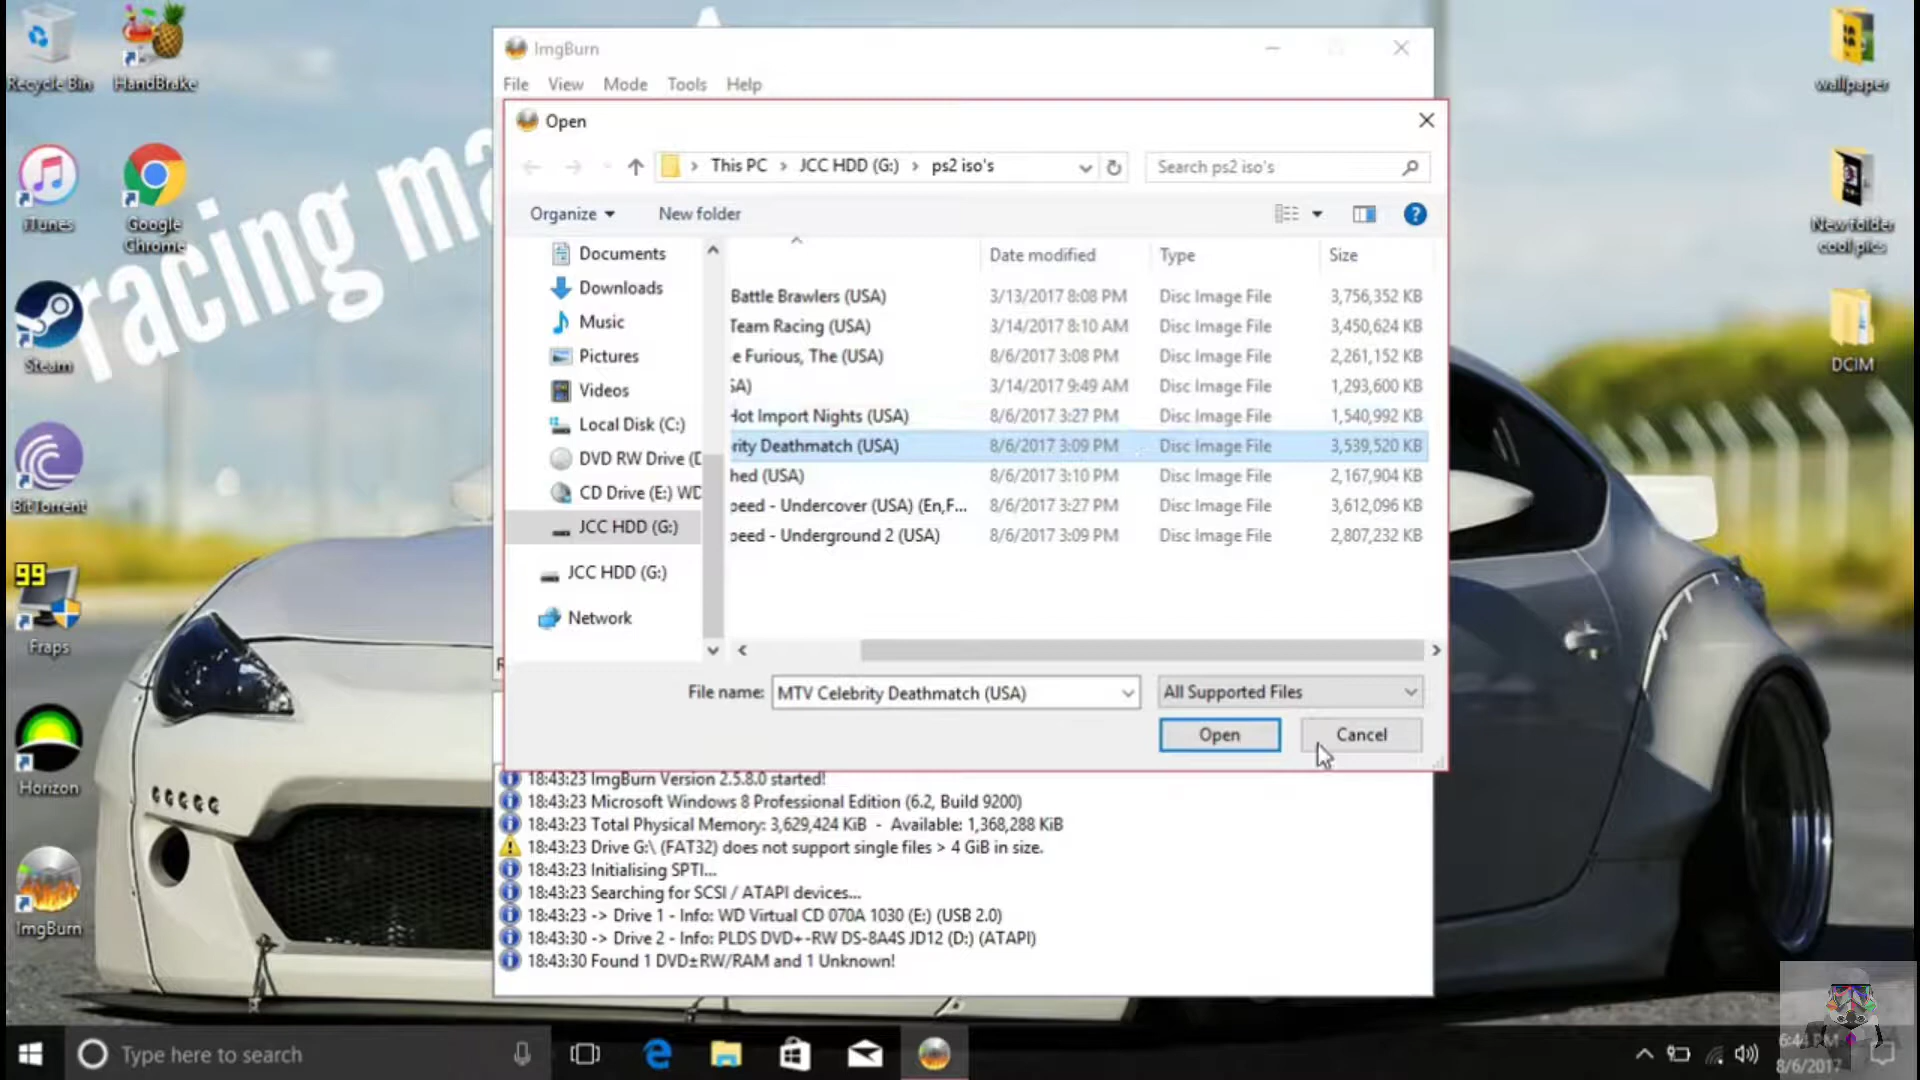 Recycle Bin
HandBrake
iTunes
Google Chrome
Steam
BitTorrent
99
Fraps
Horizon
ImgBurn
racing ma
wallpaper
New folder
cool pics
DCIM
ImgBurn
File View Mode Tools Help
Open
This PC > JCC HDD (G:) > ps2 iso's
Search ps2 iso's
Organize New folder
Documents
Downloads
Music
Pictures
Videos
Local Disk (C:)
DVD RW Drive (D
CD Drive (E:) WD
JCC HDD (G:)
JCC HDD (G:)
Network
Date modified Type Size
Battle Brawlers (USA) 3/13/2017 8:08 PM Disc Image File 3,756,352 KB
Team Racing (USA) 3/14/2017 8:10 AM Disc Image File 3,450,624 KB
e Furious, The (USA) 8/6/2017 3:08 PM Disc Image File 2,261,152 KB
SA) 3/14/2017 9:49 AM Disc Image File 1,293,600 KB
Hot Import Nights (USA) 8/6/2017 3:27 PM Disc Image File 1,540,992 KB
rity Deathmatch (USA) 8/6/2017 3:09 PM Disc Image File 3,539,520 KB
hed (USA) 8/6/2017 3:10 PM Disc Image File 2,167,904 KB
peed - Undercover (USA) (En,F... 8/6/2017 3:27 PM Disc Image File 3,612,096 KB
peed - Underground 2 (USA) 8/6/2017 3:09 PM Disc Image File 2,807,232 KB
File name: MTV Celebrity Deathmatch (USA) All Supported Files
Open Cancel
18:43:23 ImgBurn Version 2.5.8.0 started!
18:43:23 Microsoft Windows 8 Professional Edition (6.2, Build 9200)
18:43:23 Total Physical Memory: 3,629,424 KiB - Available: 1,368,288 KiB
18:43:23 Drive G:\ (FAT32) does not support single files > 4 GiB in size.
18:43:23 Initialising SPTI...
18:43:23 Searching for SCSI / ATAPI devices...
18:43:23 -> Drive 1 - Info: WD Virtual CD 070A 1030 (E:) (USB 2.0)
18:43:30 -> Drive 2 - Info: PLDS DVD+-RW DS-8A4S JD12 (D:) (ATAPI)
18:43:30 Found 1 DVD±RW/RAM and 1 Unknown!
Type here to search
6:44 PM
8/6/2017